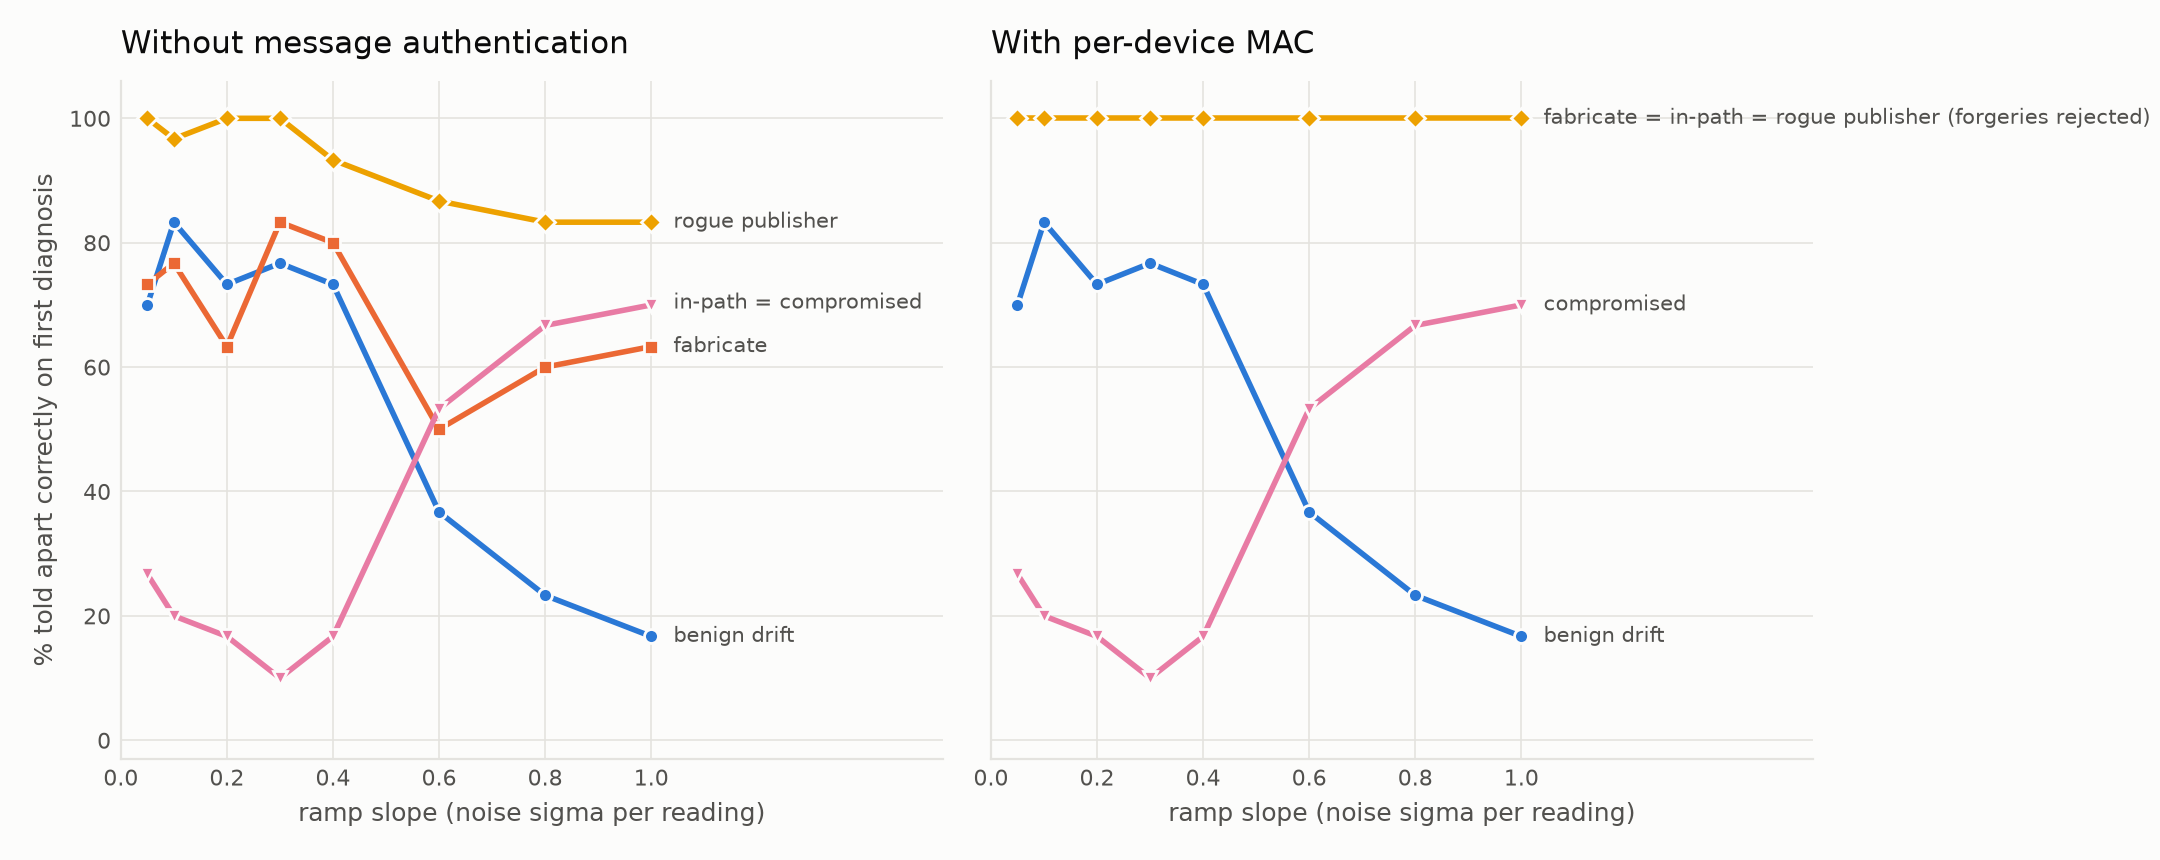 Without message authentication
% told apart correctly on first diagnosis
100
80
60
40
20
0
rogue publisher
in-path = compromised
fabricate
benign drift
0.0 0.2 0.4 0.6 0.8 1.0
ramp slope (noise sigma per reading)
With per-device MAC
fabricate = in-path = rogue publisher (forgeries rejected)
compromised
benign drift
0.0 0.2 0.4 0.6 0.8 1.0
ramp slope (noise sigma per reading)